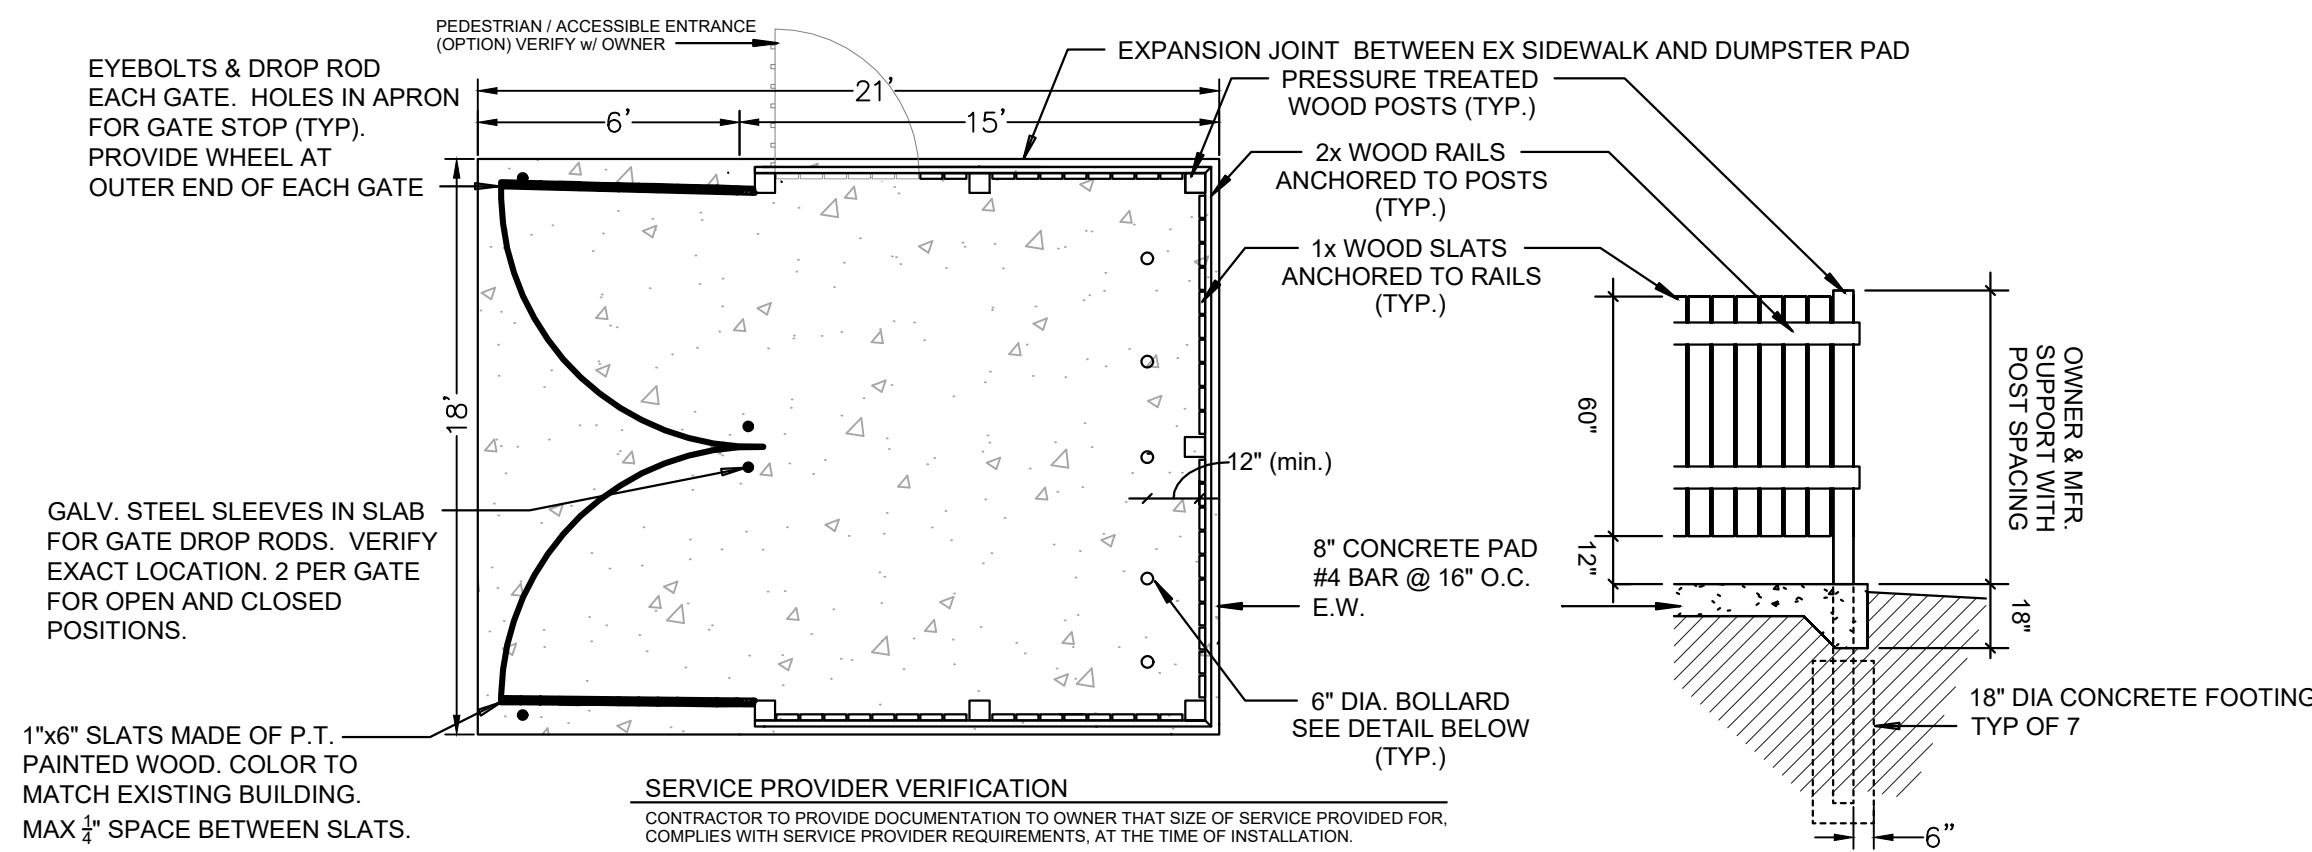 PEDESTRIAN / ACCESSIBLE ENTRANCE
(OPTION) VERIFY w/ OWNER
EYEBOLTS & DROP ROD
EACH GATE.  HOLES IN APRON
FOR GATE STOP (TYP).
PROVIDE WHEEL AT
OUTER END OF EACH GATE
21'
6'
15'
18'
EXPANSION JOINT  BETWEEN EX SIDEWALK AND DUMPSTER PAD
PRESSURE TREATED
WOOD POSTS (TYP.)
2x WOOD RAILS
ANCHORED TO POSTS
(TYP.)
1x WOOD SLATS
ANCHORED TO RAILS
(TYP.)
12" (min.)
GALV. STEEL SLEEVES IN SLAB
FOR GATE DROP RODS.  VERIFY
EXACT LOCATION. 2 PER GATE
FOR OPEN AND CLOSED
POSITIONS.
8" CONCRETE PAD
#4 BAR @ 16" O.C.
E.W.
6" DIA. BOLLARD
SEE DETAIL BELOW
(TYP.)
1"x6" SLATS MADE OF P.T.
PAINTED WOOD. COLOR TO
MATCH EXISTING BUILDING.
MAX 1/4" SPACE BETWEEN SLATS.
SERVICE PROVIDER VERIFICATION
CONTRACTOR TO PROVIDE DOCUMENTATION TO OWNER THAT SIZE OF SERVICE PROVIDED FOR,
COMPLIES WITH SERVICE PROVIDER REQUIREMENTS, AT THE TIME OF INSTALLATION.
60"
12"
OWNER & MFR.
SUPPORT WITH
POST SPACING
18"
18" DIA CONCRETE FOOTING
TYP OF 7
6"